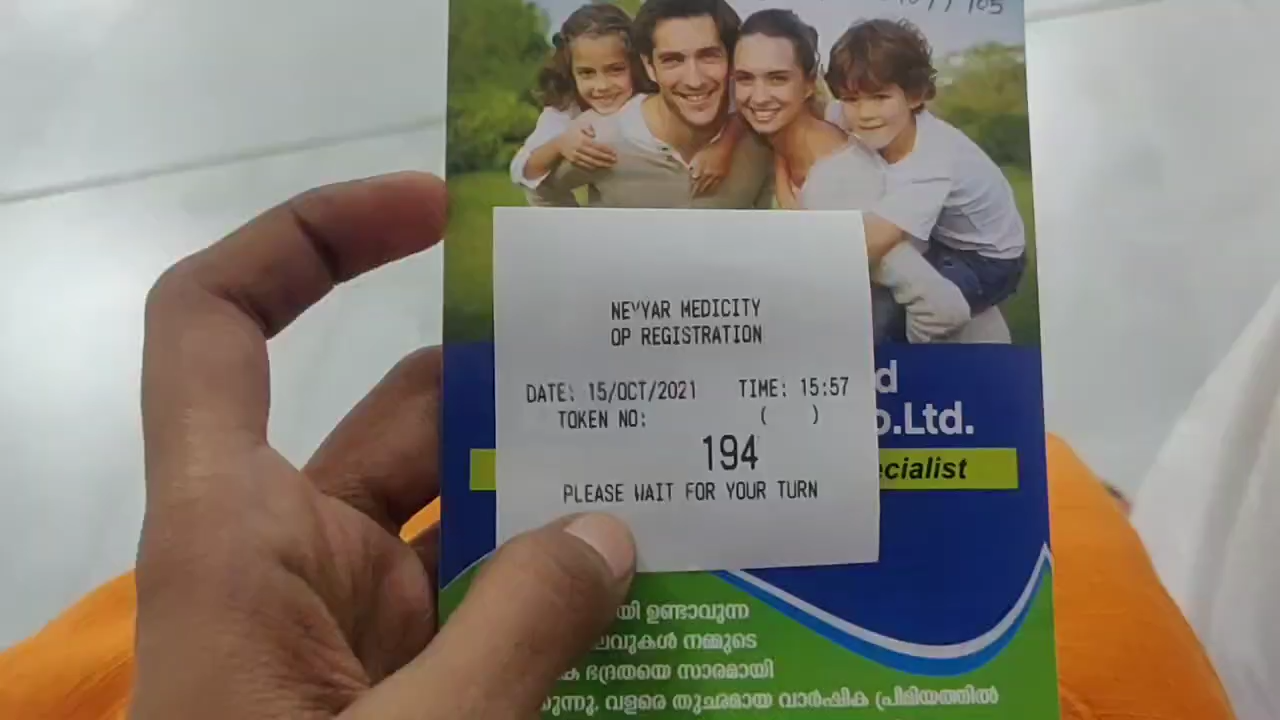 NEYYAR MEDICITY
OP REGISTRATION
DATE: 15/OCT/2021 TIME: 15:57
TOKEN NO: ( )
194
PLEASE WAIT FOR YOUR TURN
d
o.Ltd.
ecialist
യി ഉണ്ടാവുന്ന
ലവുകൾ നമ്മുടെ
ക ഭദ്രതയെ സാരമായി
ുന്നു. വളരെ തുച്ഛമായ വാർഷിക പ്രീമിയത്തിൽ